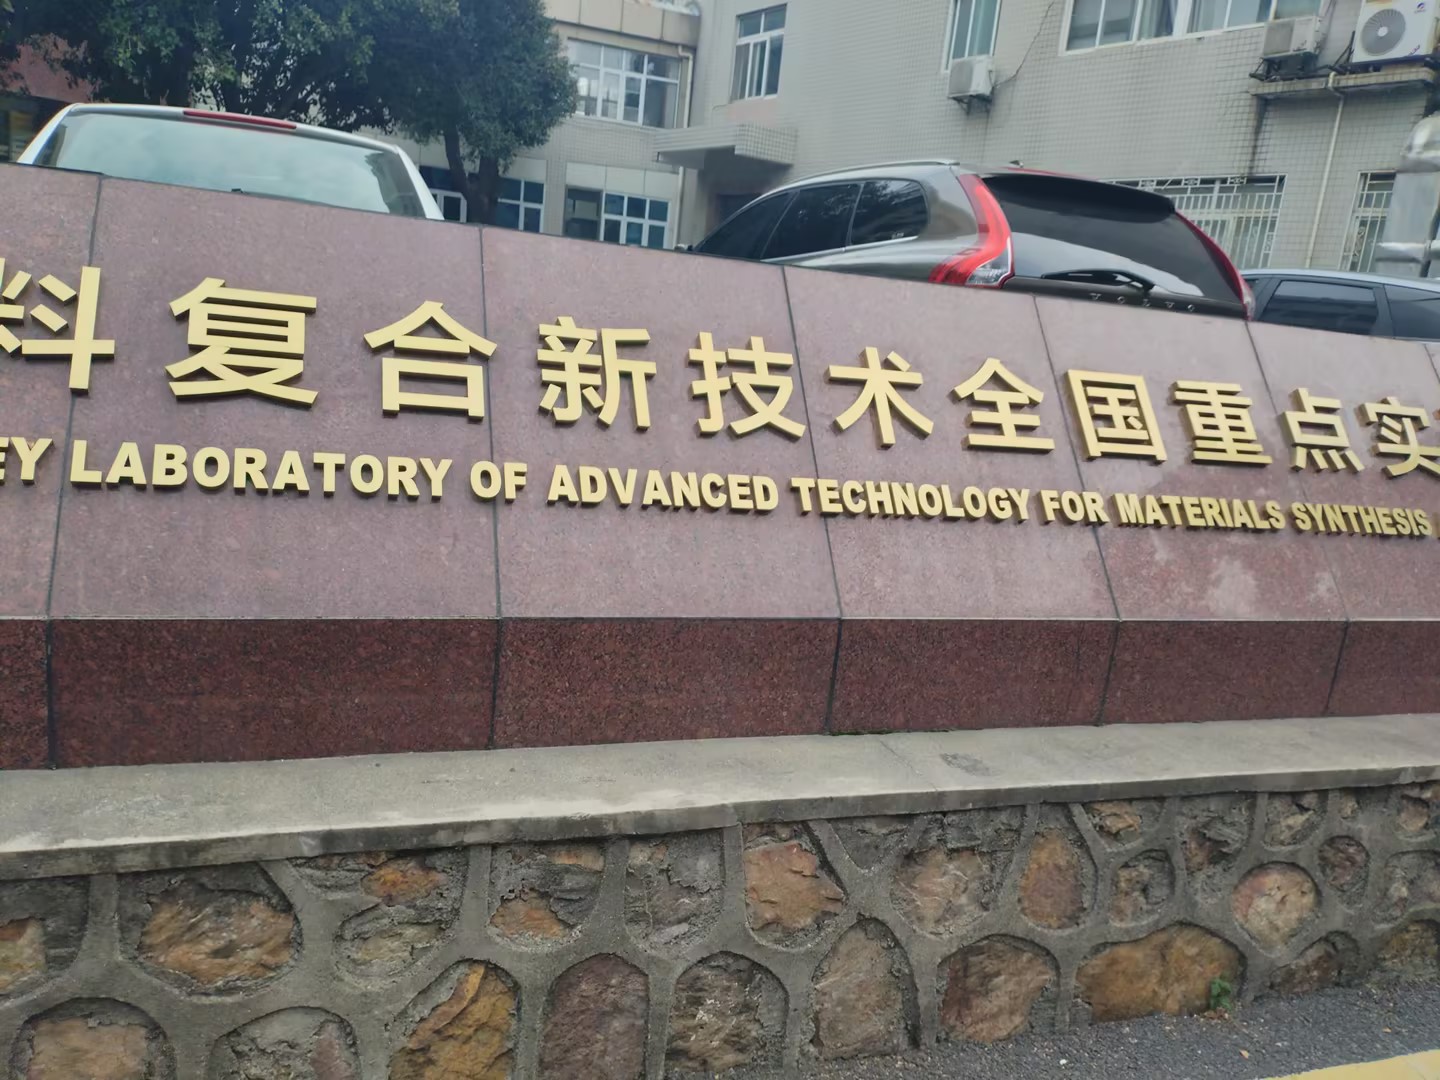 料复合新技术全国重点实
EY LABORATORY OF ADVANCED TECHNOLOGY FOR MATERIALS SYNTHESIS
VOLVO